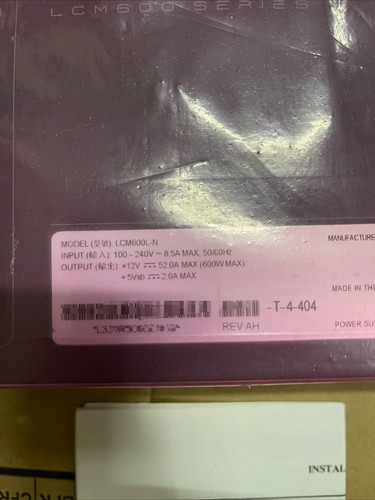 LCM600 SERIES
MODEL (型號): LCM600L-N
INPUT (輸入): 100 - 240V ~ 8.5A MAX, 50/60Hz
OUTPUT (輸出): +12V ⎓ 52.0A MAX (600W MAX)
+5Vsb ⎓ 2.0A MAX
MANUFACTURE
MADE IN THE
-T-4-404
REV AH
POWER SU
INSTAL